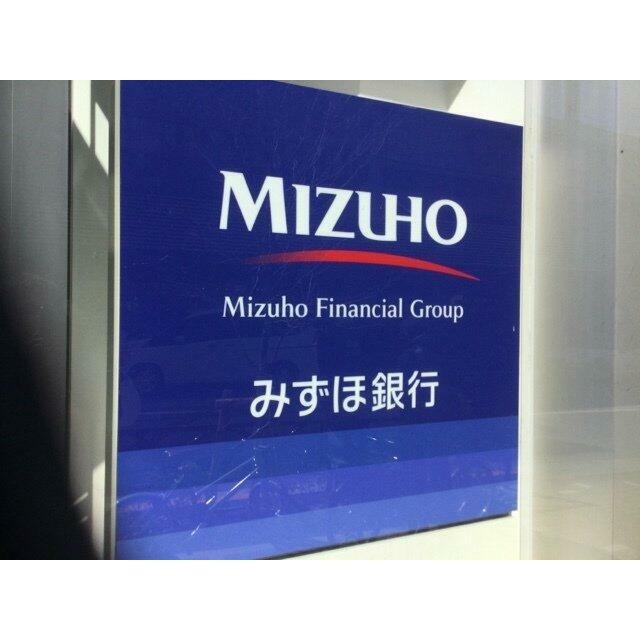 MIZUHO
Mizuho Financial Group
みずほ銀行